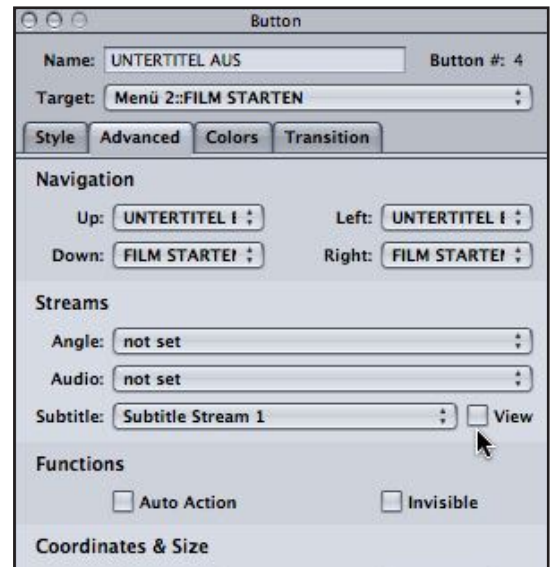 Button
Name: UNTERTITEL AUS Button #: 4
Target: Menü 2::FILM STARTEN
Style Advanced Colors Transition
Navigation
Up: UNTERTITEL Left: UNTERTITEL
Down: FILM Right: FILM
Streams
Angle: not set
Audio: not set
Subtitle: Subtitle Stream 1 View
Functions
Auto Action Invisible
Coordinates & Size